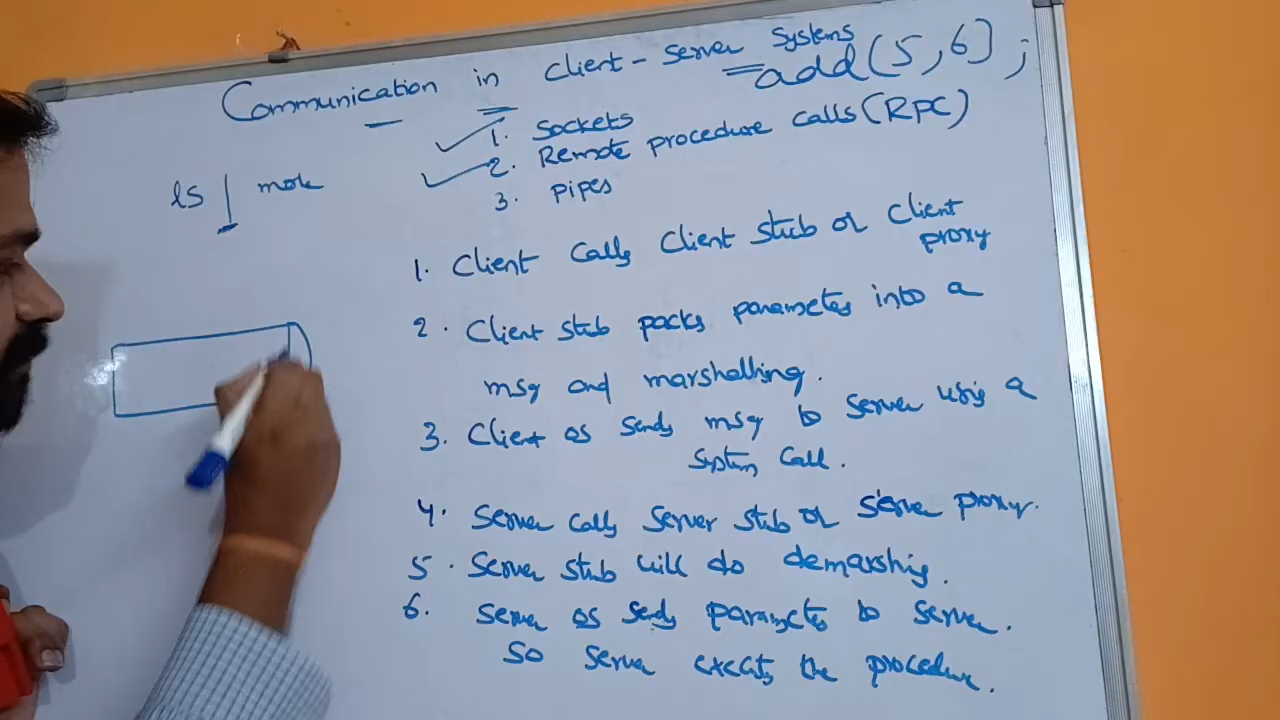 Communication in Client-Server Systems
add(5,6);
1. Sockets
2. Remote procedure calls (RPC)
3. pipes
ls | more
1. Client calls Client stub or Client proxy
2. Client stub packs parameters into a
msg and marshalling.
3. Client os sends msg to server using a
system call.
4. Server calls Server stub or Server proxy.
5. Server stub will do demarshing.
6. Server os sends parameters to server.
So server excuts the procedure.